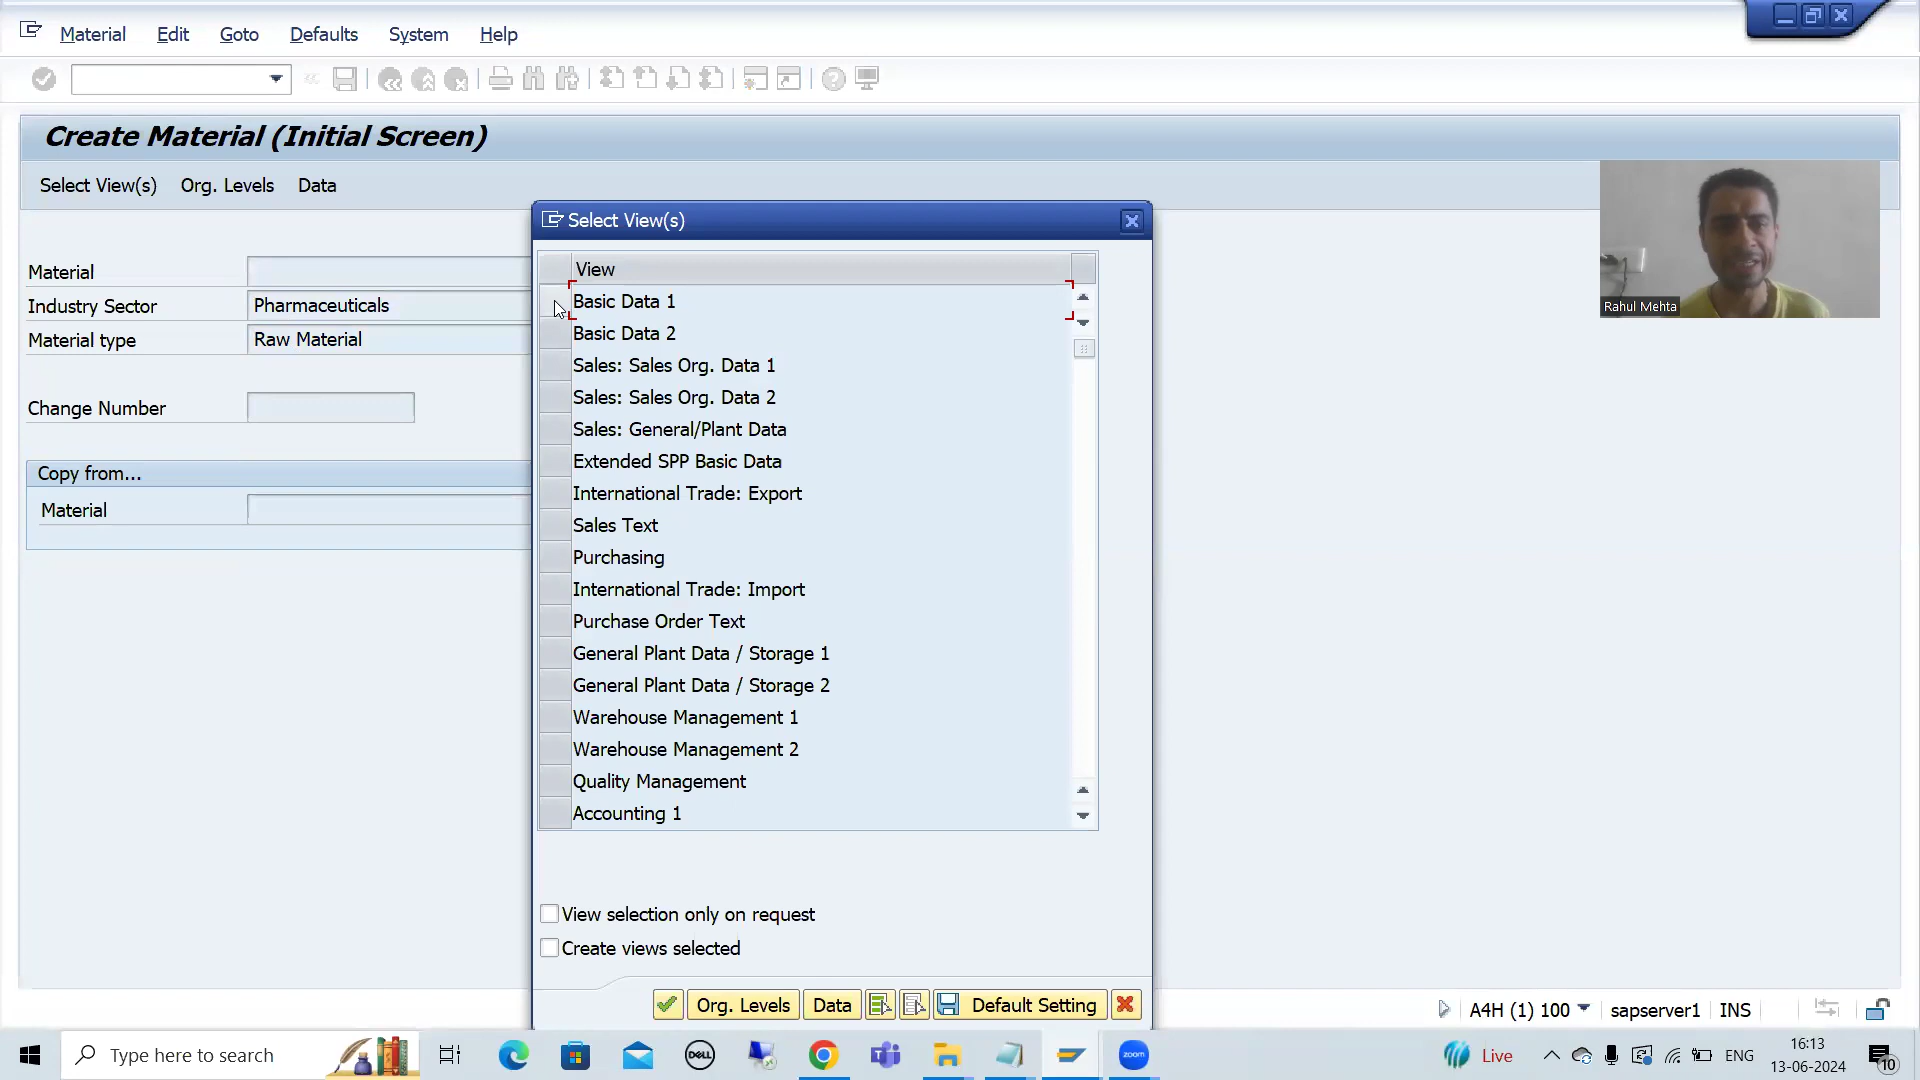 Material Edit Goto Defaults System Help
Create Material (Initial Screen)
Select View(s) Org. Levels Data
Material
Industry Sector Pharmaceuticals
Material type Raw Material
Change Number
Copy from...
Material
Select View(s)
View
Basic Data 1
Basic Data 2
Sales: Sales Org. Data 1
Sales: Sales Org. Data 2
Sales: General/Plant Data
Extended SPP Basic Data
International Trade: Export
Sales Text
Purchasing
International Trade: Import
Purchase Order Text
General Plant Data / Storage 1
General Plant Data / Storage 2
Warehouse Management 1
Warehouse Management 2
Quality Management
Accounting 1
View selection only on request
Create views selected
Org. Levels Data Default Setting
Rahul Mehta
A4H (1) 100 sapserver1 INS
Type here to search
DELL
zoom
Live
ENG
16:13
13-06-2024
10